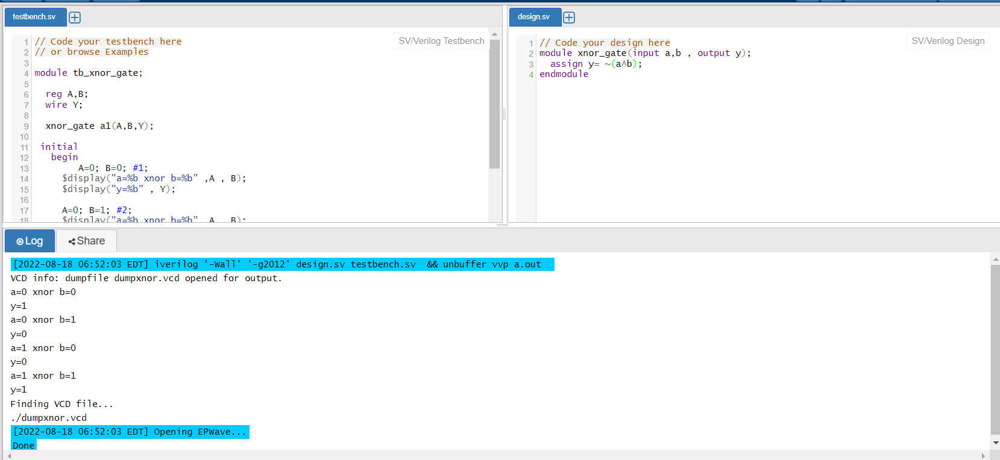 testbench.sv
SV/Verilog Testbench
1 // Code your testbench here
2 // or browse Examples
3
4 module tb_xnor_gate;
5
6 reg A,B;
7 wire Y;
8
9 xnor_gate a1(A,B,Y);
10
11 initial
12 begin
13 A=0; B=0; #1;
14 $display("a=%b xnor b=%b" ,A , B);
15 $display("y=%b" , Y);
16
17 A=0; B=1; #2;
18 $display("a=%b xnor b=%b" ,A , B);
design.sv
SV/Verilog Design
1 // Code your design here
2 module xnor_gate(input a,b , output y);
3 assign y= ~(a^b);
4 endmodule
Log
Share
[2022-08-18 06:52:03 EDT] iverilog '-Wall' '-g2012' design.sv testbench.sv && unbuffer vvp a.out
VCD info: dumpfile dumpxnor.vcd opened for output.
a=0 xnor b=0
y=1
a=0 xnor b=1
y=0
a=1 xnor b=0
y=0
a=1 xnor b=1
y=1
Finding VCD file...
./dumpxnor.vcd
[2022-08-18 06:52:03 EDT] Opening EPWave...
Done